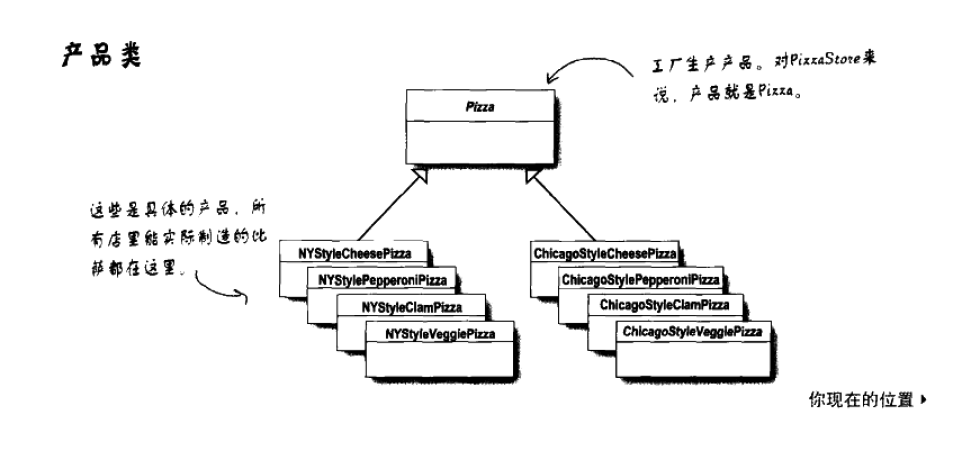 产品类
工厂生产产品。对PizzaStore来
说，产品就是Pizza。
Pizza
这些是具体的产品，所
有店里能实际制造的比
萨都在这里。
NYStyleCheesePizza
NYStylePepperoniPizza
NYStyleClamPizza
NYStyleVeggiePizza
ChicagoStyleCheesePizza
ChicagoStylePepperoniPizza
ChicagoStyleClamPizza
ChicagoStyleVeggiePizza
你现在的位置